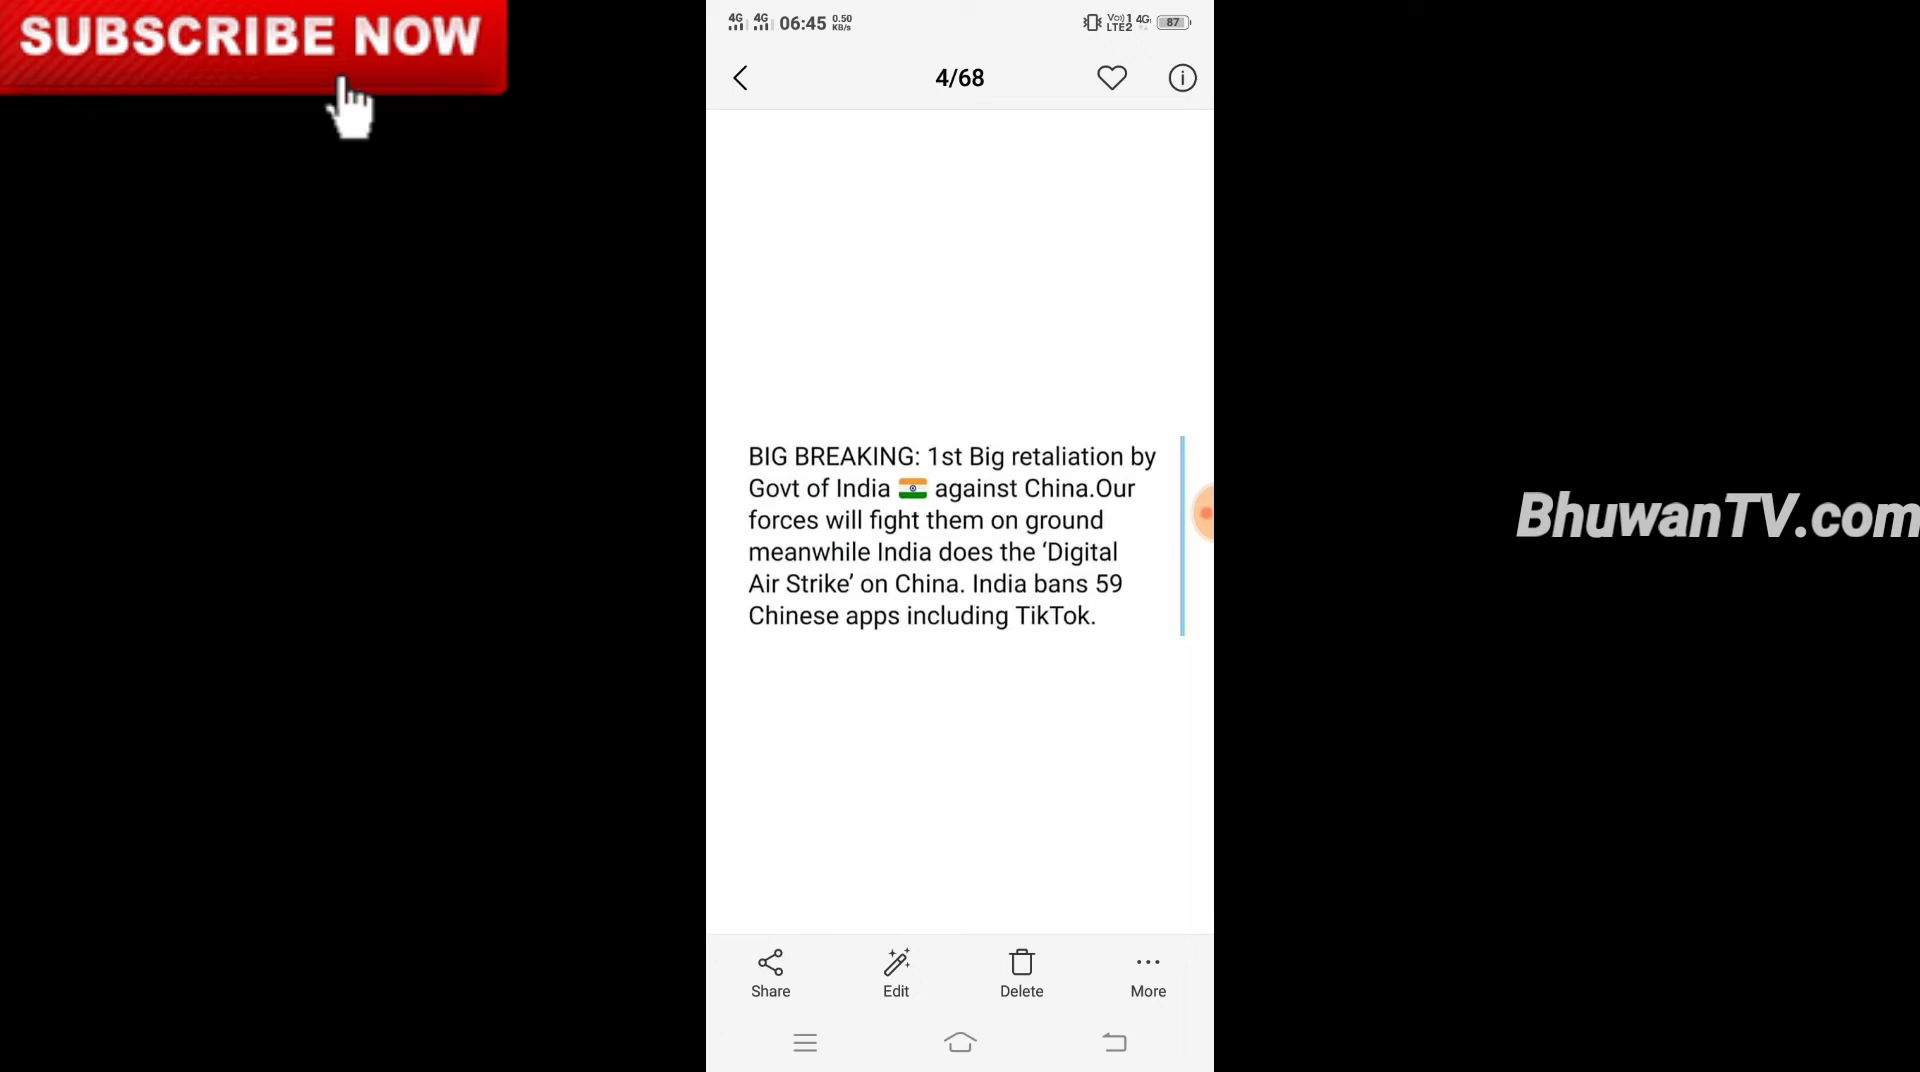 SUBSCRIBE NOW
4G 4G 06:45 0.50 KB/s
Vo) 1 4G
LTE2 87
4/68
BIG BREAKING: 1st Big retaliation by
Govt of India 🇮🇳 against China.Our
forces will fight them on ground
meanwhile India does the ‘Digital
Air Strike’ on China. India bans 59
Chinese apps including TikTok.
BhuwanTV.com
Share Edit Delete More